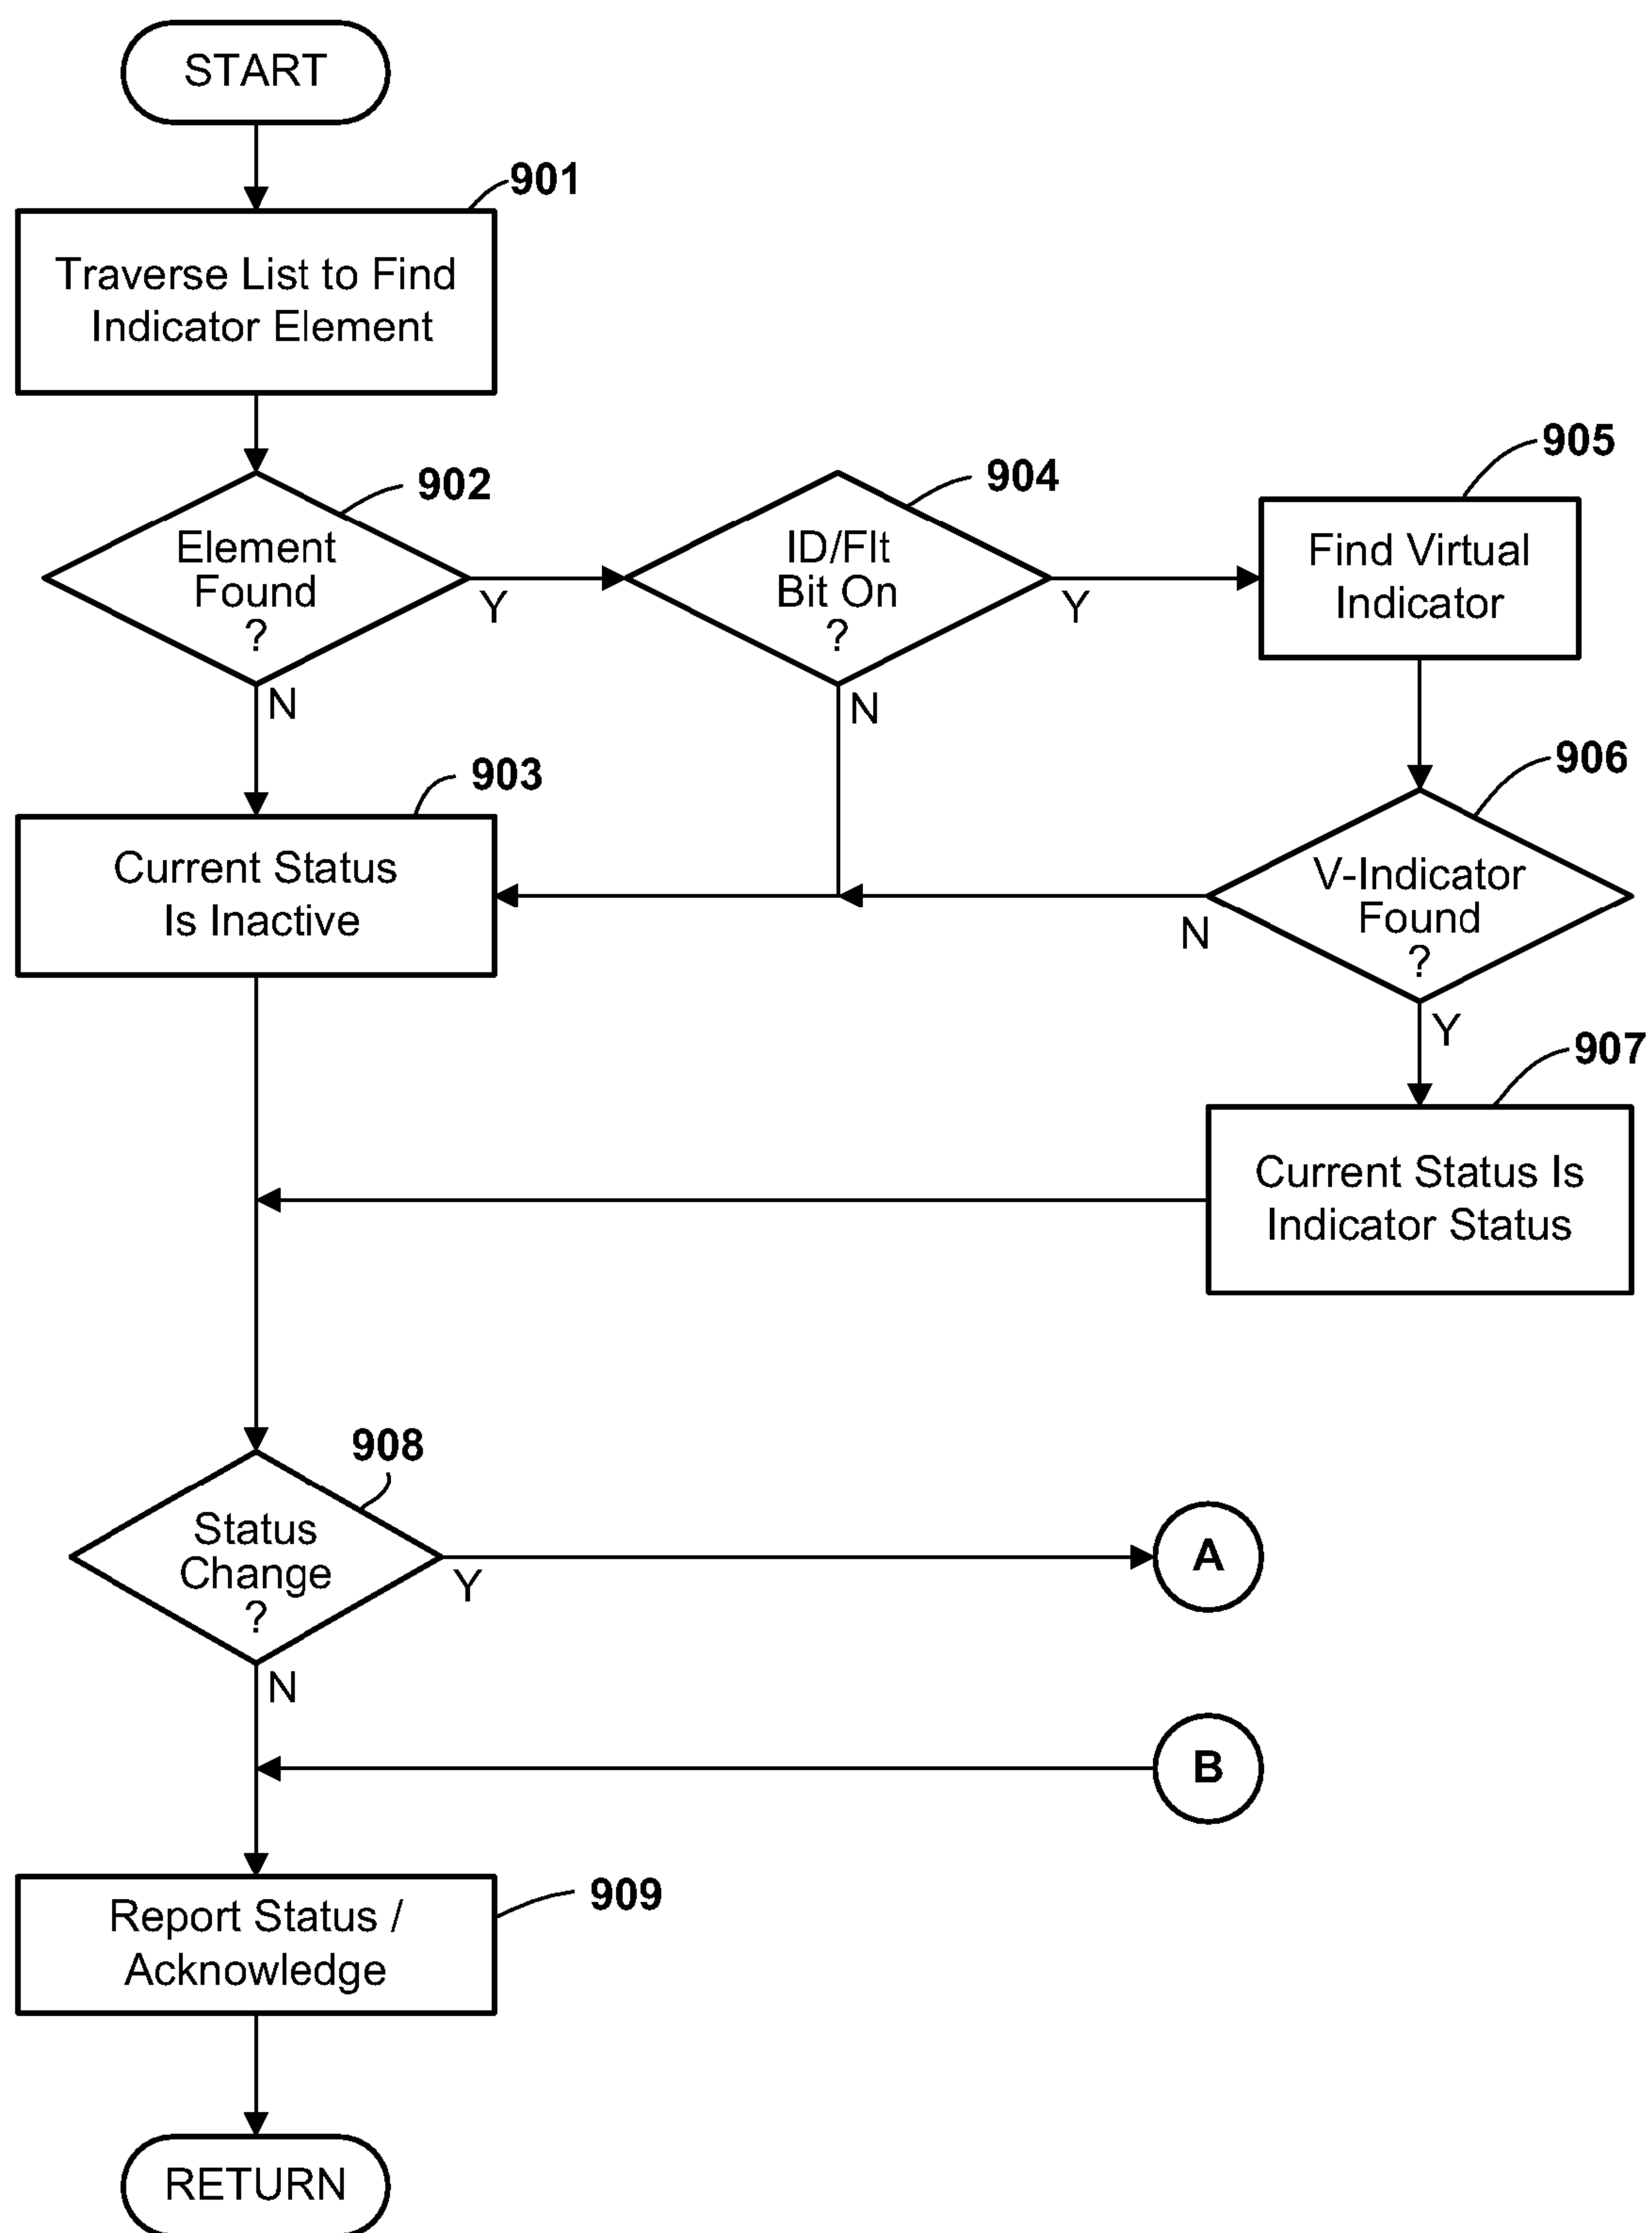 START
901
Traverse List to Find
Indicator Element
902
Element
Found
?
Y
N
904
ID/Flt
Bit On
?
Y
N
905
Find Virtual
Indicator
903
Current Status
Is Inactive
906
V-Indicator
Found
?
N
Y
907
Current Status Is
Indicator Status
908
Status
Change
?
Y
N
A
B
909
Report Status /
Acknowledge
RETURN